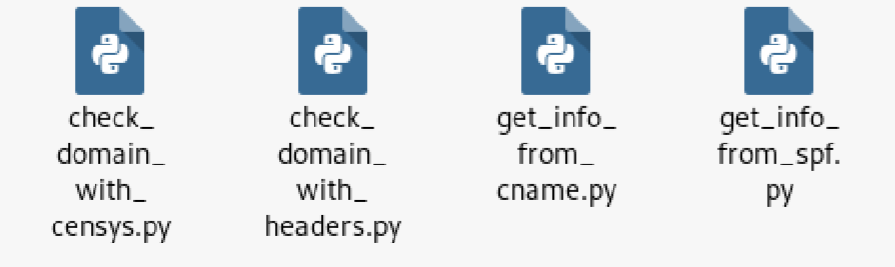 check_
domain_
with_
censys.py
check_
domain_
with_
headers.py
get_info_
from_
cname.py
get_info_
from_spf.
py